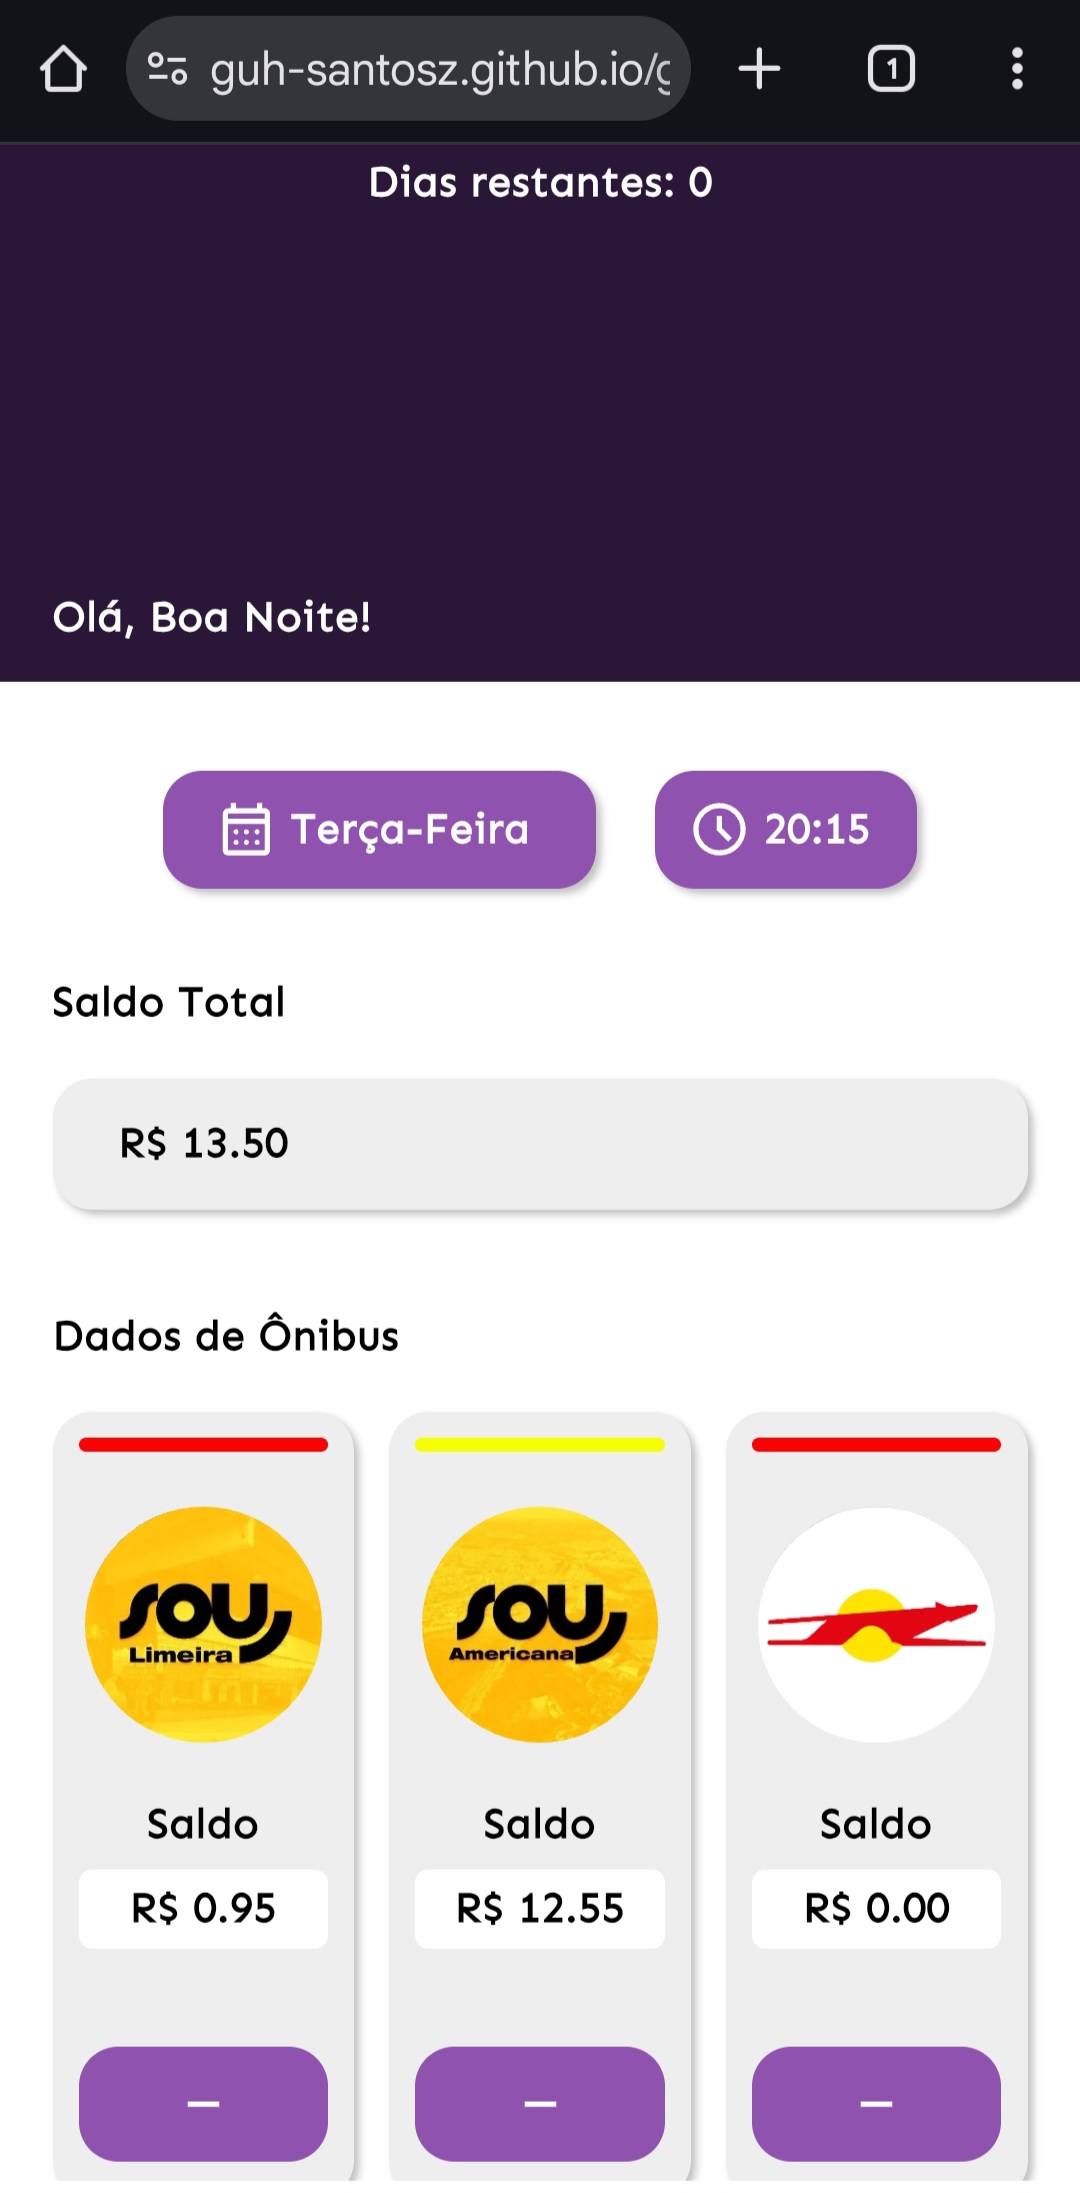 guh-santosz.github.io/g
1
Dias restantes: 0
Olá, Boa Noite!
Terça-Feira
20:15
Saldo Total
R$ 13.50
Dados de Ônibus
sou
Limeira
sou
Americana
Saldo
Saldo
Saldo
R$ 0.95
R$ 12.55
R$ 0.00